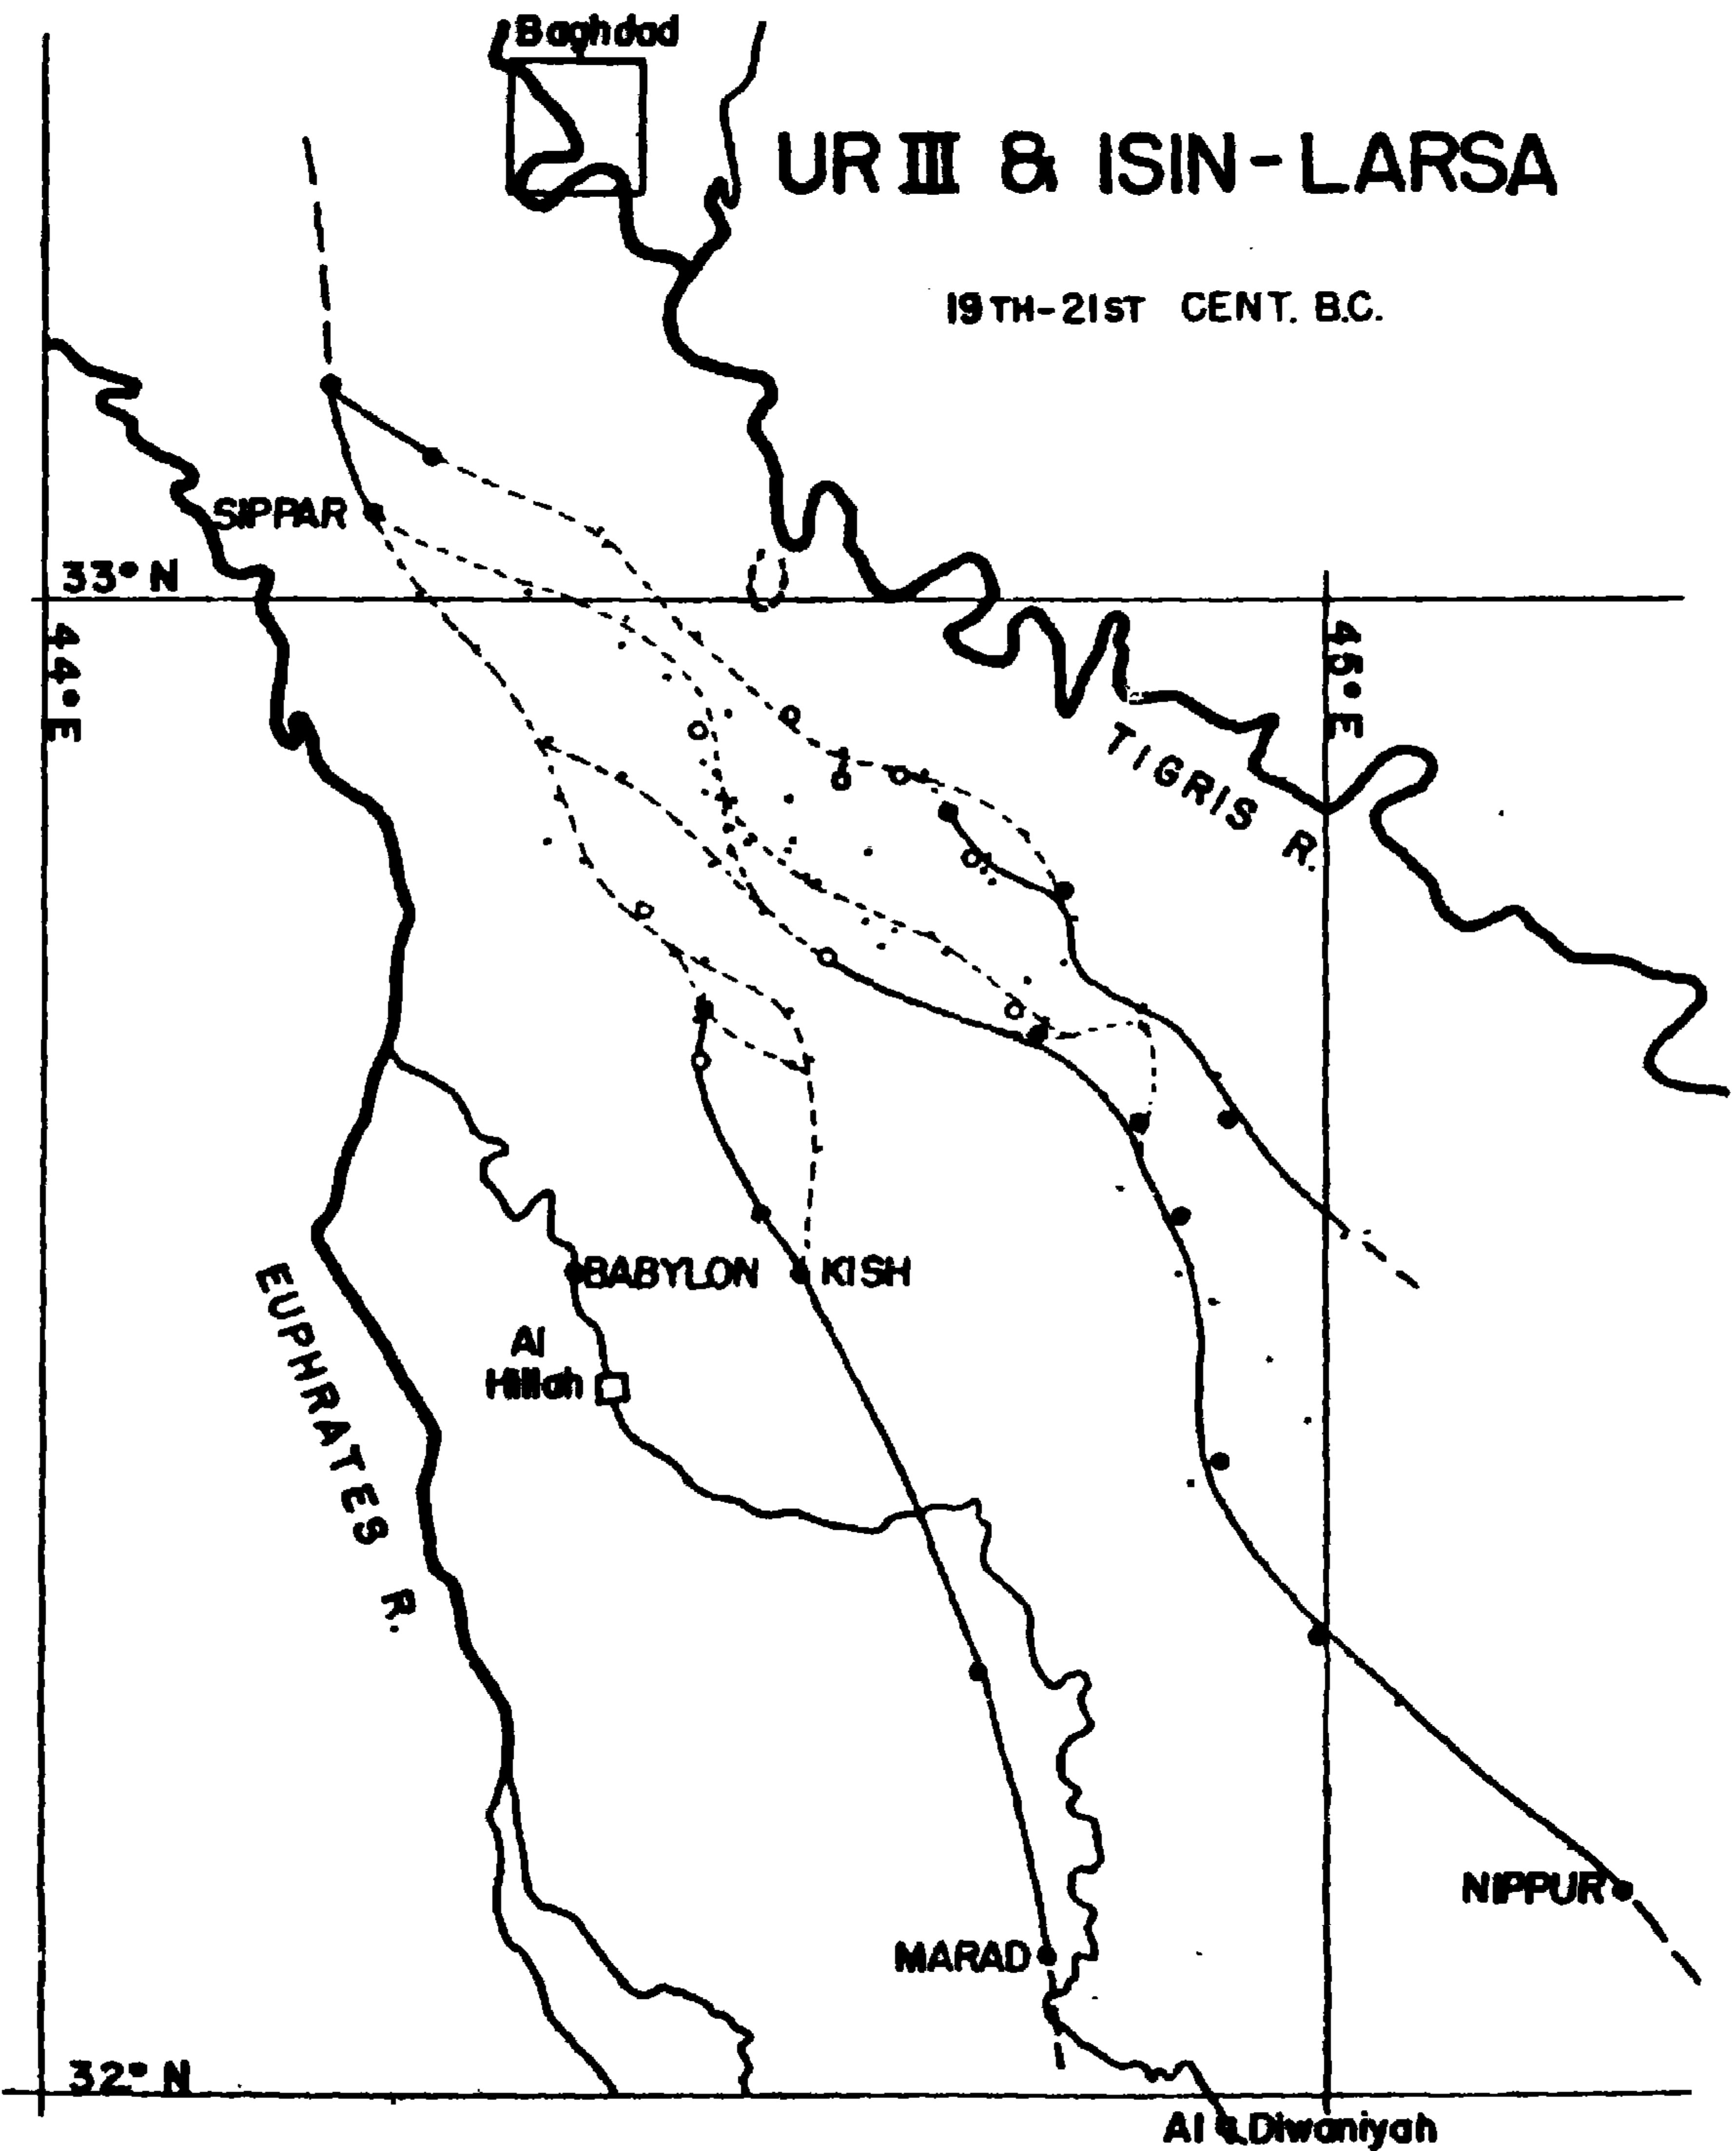 Baghdad
UR III & ISIN-LARSA
19TH-21ST CENT. B.C.
SIPPAR
33° N
44° E
45° E
TIGRIS R.
BABYLON
KISH
EUPHRATES R.
Al
Hillah
NIPPUR
MARAD
32° N
Al Diwaniyah